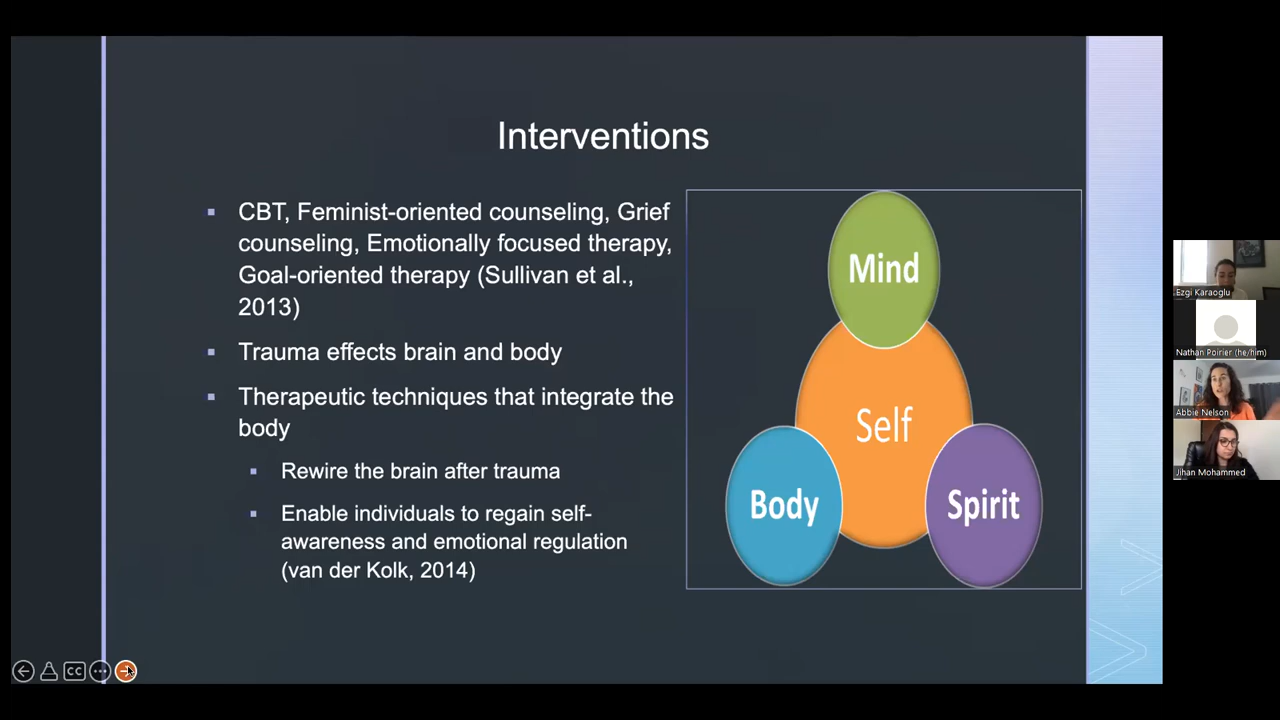 Interventions
▪ CBT, Feminist-oriented counseling, Grief
counseling, Emotionally focused therapy,
Goal-oriented therapy (Sullivan et al.,
2013)
▪ Trauma effects brain and body
▪ Therapeutic techniques that integrate the
body
▪ Rewire the brain after trauma
▪ Enable individuals to regain self-
awareness and emotional regulation
(van der Kolk, 2014)
Mind
Self
Body
Spirit
Ezgi Karaoglu
Nathan Poirier (he/him)
Abbie Nelson
Jihan Mohammed
CC